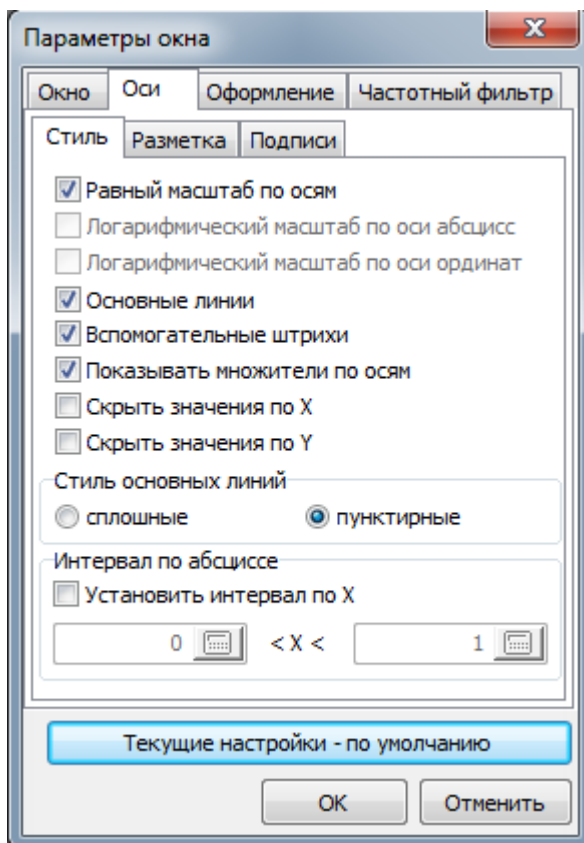 Параметры окна
Окно Оси Оформление Частотный фильтр
Стиль Разметка Подписи
Равный масштаб по осям
Логарифмический масштаб по оси абсцисс
Логарифмический масштаб по оси ординат
Основные линии
Вспомогательные штрихи
Показывать множители по осям
Скрыть значения по X
Скрыть значения по Y
Стиль основных линий
сплошные пунктирные
Интервал по абсциссе
Установить интервал по X
0 < X < 1
Текущие настройки - по умолчанию
OK Отменить